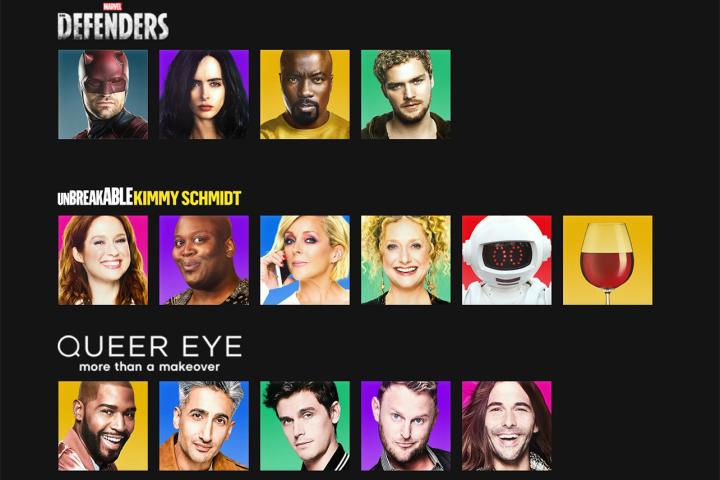 MARVEL
DEFENDERS
UNBREAKABLE KIMMY SCHMIDT
QUEER EYE
more than a makeover